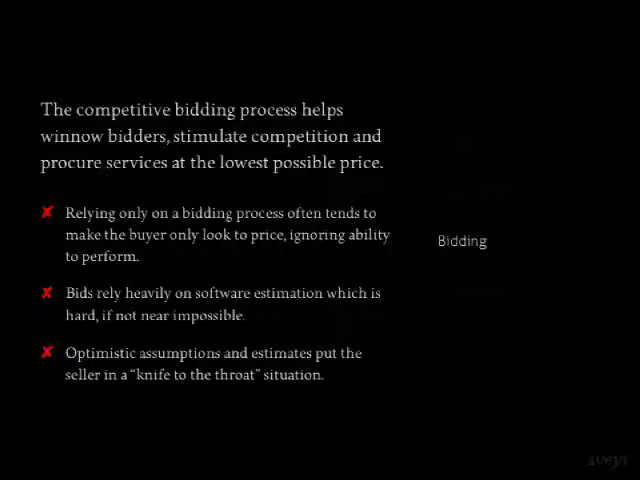 The competitive bidding process helps
winnow bidders, stimulate competition and
procure services at the lowest possible price.
✘ Relying only on a bidding process often tends to
make the buyer only look to price, ignoring ability
to perform.
✘ Bids rely heavily on software estimation which is
hard, if not near impossible.
✘ Optimistic assumptions and estimates put the
seller in a “knife to the throat” situation.
Bidding